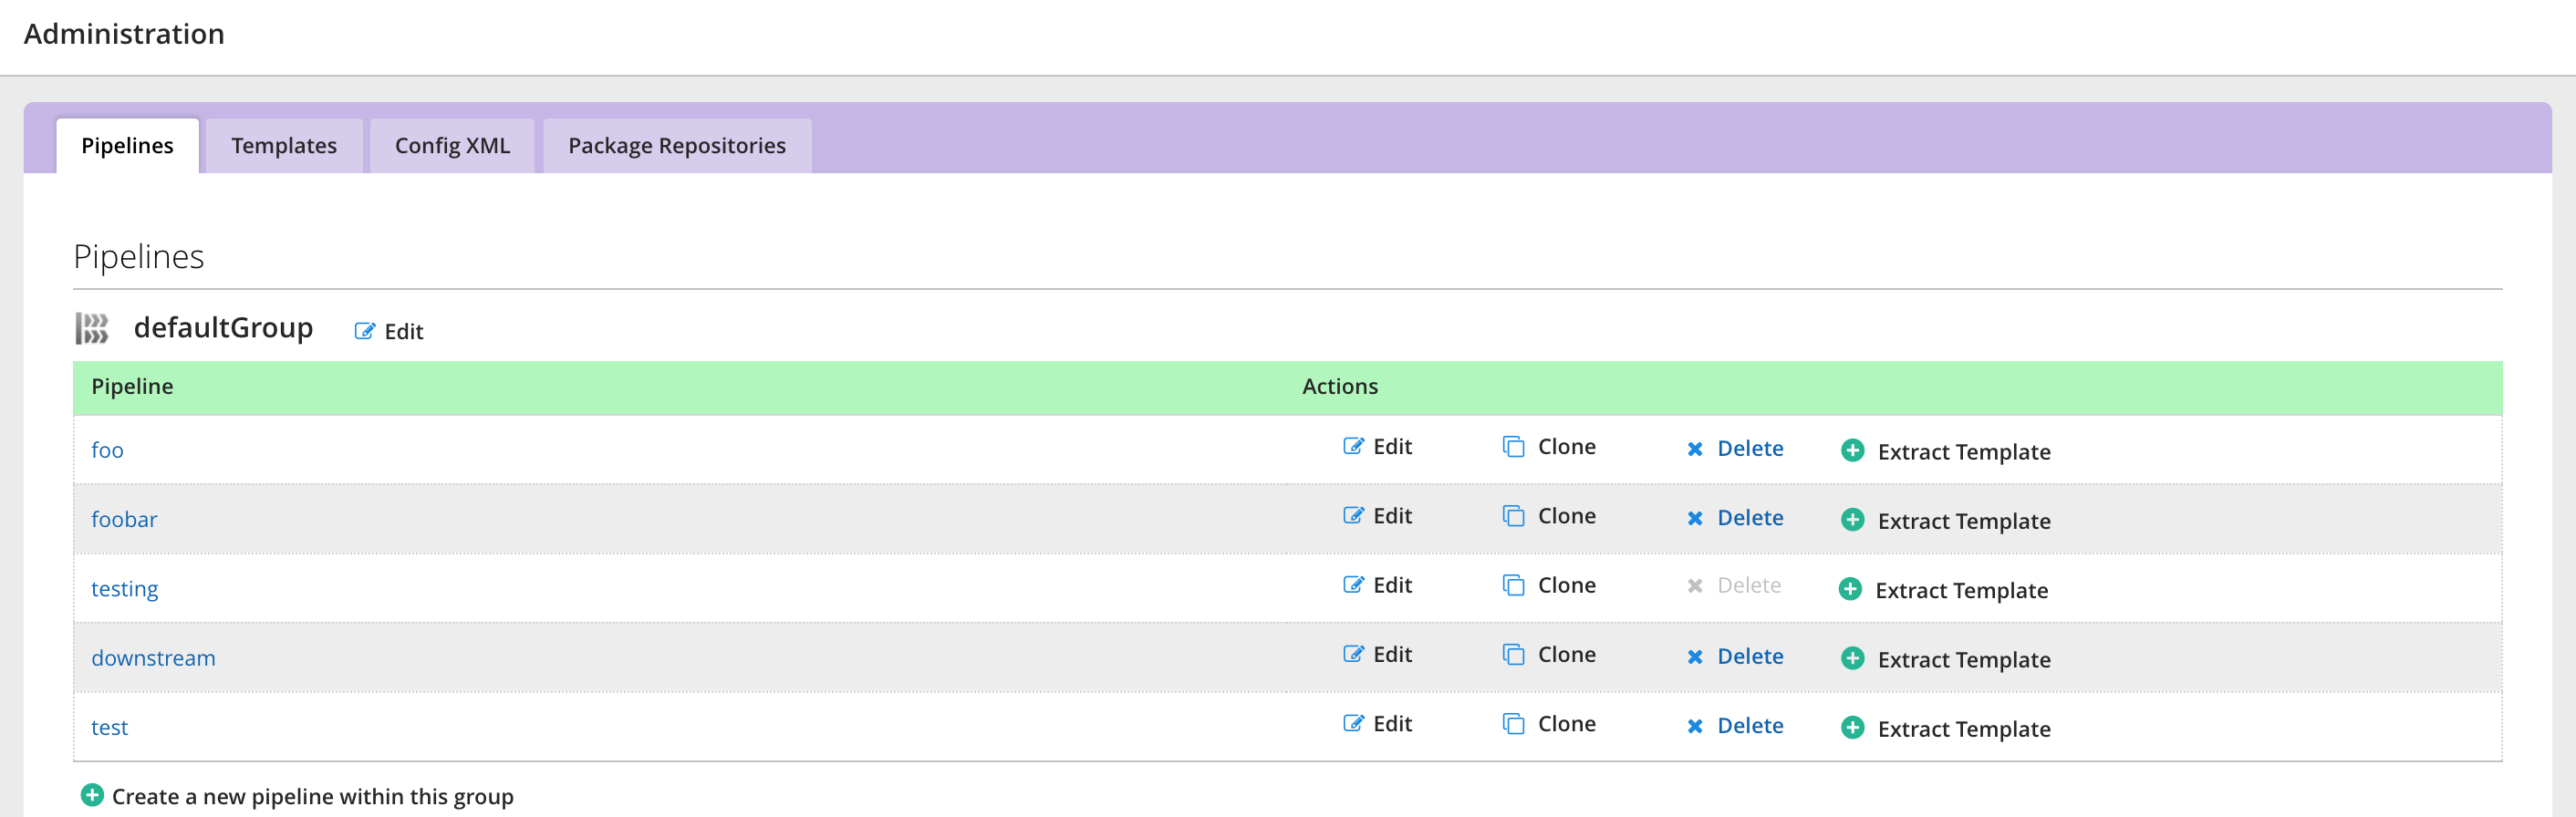 Administration
Pipelines Templates Config XML Package Repositories
Pipelines
defaultGroup Edit
Pipeline Actions
foo Edit Clone Delete Extract Template
foobar Edit Clone Delete Extract Template
testing Edit Clone Delete Extract Template
downstream Edit Clone Delete Extract Template
test Edit Clone Delete Extract Template
Create a new pipeline within this group